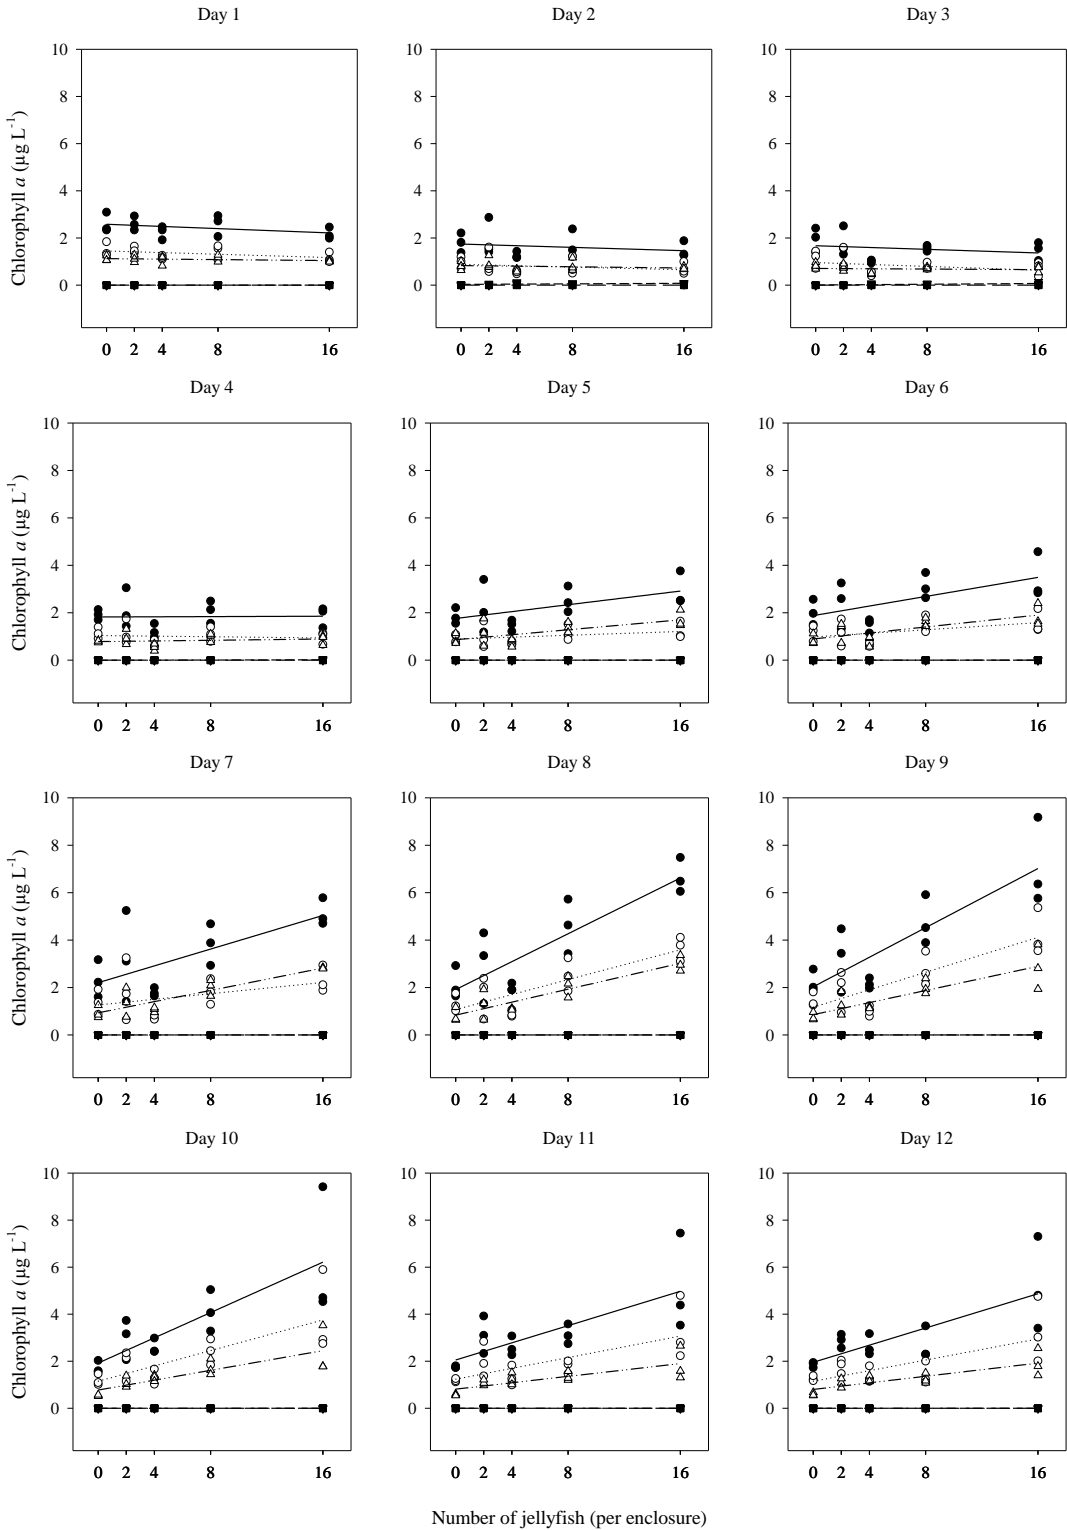 Day 1 Day 2 Day 3
10 10 10
8 8 8
6 6 6
4 4 4
2 2 2
0 0 0
Chlorophyll a (µg L-1)
0 2 4 8 16 0 2 4 8 16 0 2 4 8 16
Day 4 Day 5 Day 6
10 10 10
8 8 8
6 6 6
4 4 4
2 2 2
0 0 0
Chlorophyll a (µg L-1)
0 2 4 8 16 0 2 4 8 16 0 2 4 8 16
Day 7 Day 8 Day 9
10 10 10
8 8 8
6 6 6
4 4 4
2 2 2
0 0 0
Chlorophyll a (µg L-1)
0 2 4 8 16 0 2 4 8 16 0 2 4 8 16
Day 10 Day 11 Day 12
10 10 10
8 8 8
6 6 6
4 4 4
2 2 2
0 0 0
Chlorophyll a (µg L-1)
0 2 4 8 16 0 2 4 8 16 0 2 4 8 16
Number of jellyfish (per enclosure)